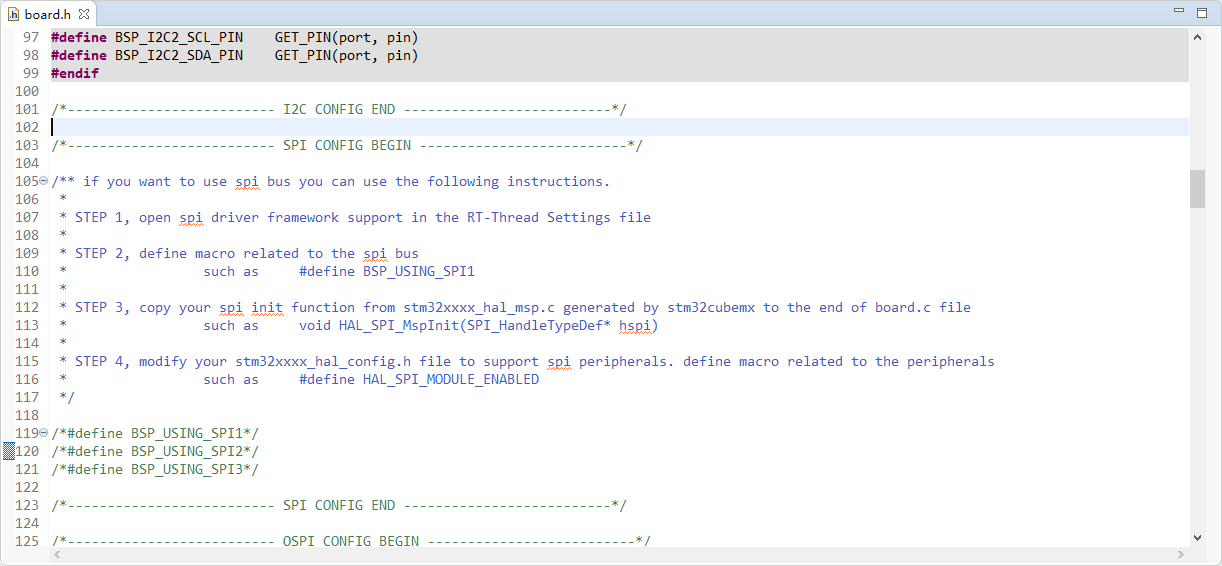 board.h
97 #define BSP_I2C2_SCL_PIN    GET_PIN(port, pin)
98 #define BSP_I2C2_SDA_PIN    GET_PIN(port, pin)
99 #endif
100
101 /*-------------------------- I2C CONFIG END --------------------------*/
102
103 /*-------------------------- SPI CONFIG BEGIN --------------------------*/
104
105 /** if you want to use spi bus you can use the following instructions.
106  *
107  * STEP 1, open spi driver framework support in the RT-Thread Settings file
108  *
109  * STEP 2, define macro related to the spi bus
110  *                 such as     #define BSP_USING_SPI1
111  *
112  * STEP 3, copy your spi init function from stm32xxxx_hal_msp.c generated by stm32cubemx to the end of board.c file
113  *                 such as     void HAL_SPI_MspInit(SPI_HandleTypeDef* hspi)
114  *
115  * STEP 4, modify your stm32xxxx_hal_config.h file to support spi peripherals. define macro related to the peripherals
116  *                 such as     #define HAL_SPI_MODULE_ENABLED
117  */
118
119 /*#define BSP_USING_SPI1*/
120 /*#define BSP_USING_SPI2*/
121 /*#define BSP_USING_SPI3*/
122
123 /*-------------------------- SPI CONFIG END --------------------------*/
124
125 /*-------------------------- OSPI CONFIG BEGIN --------------------------*/